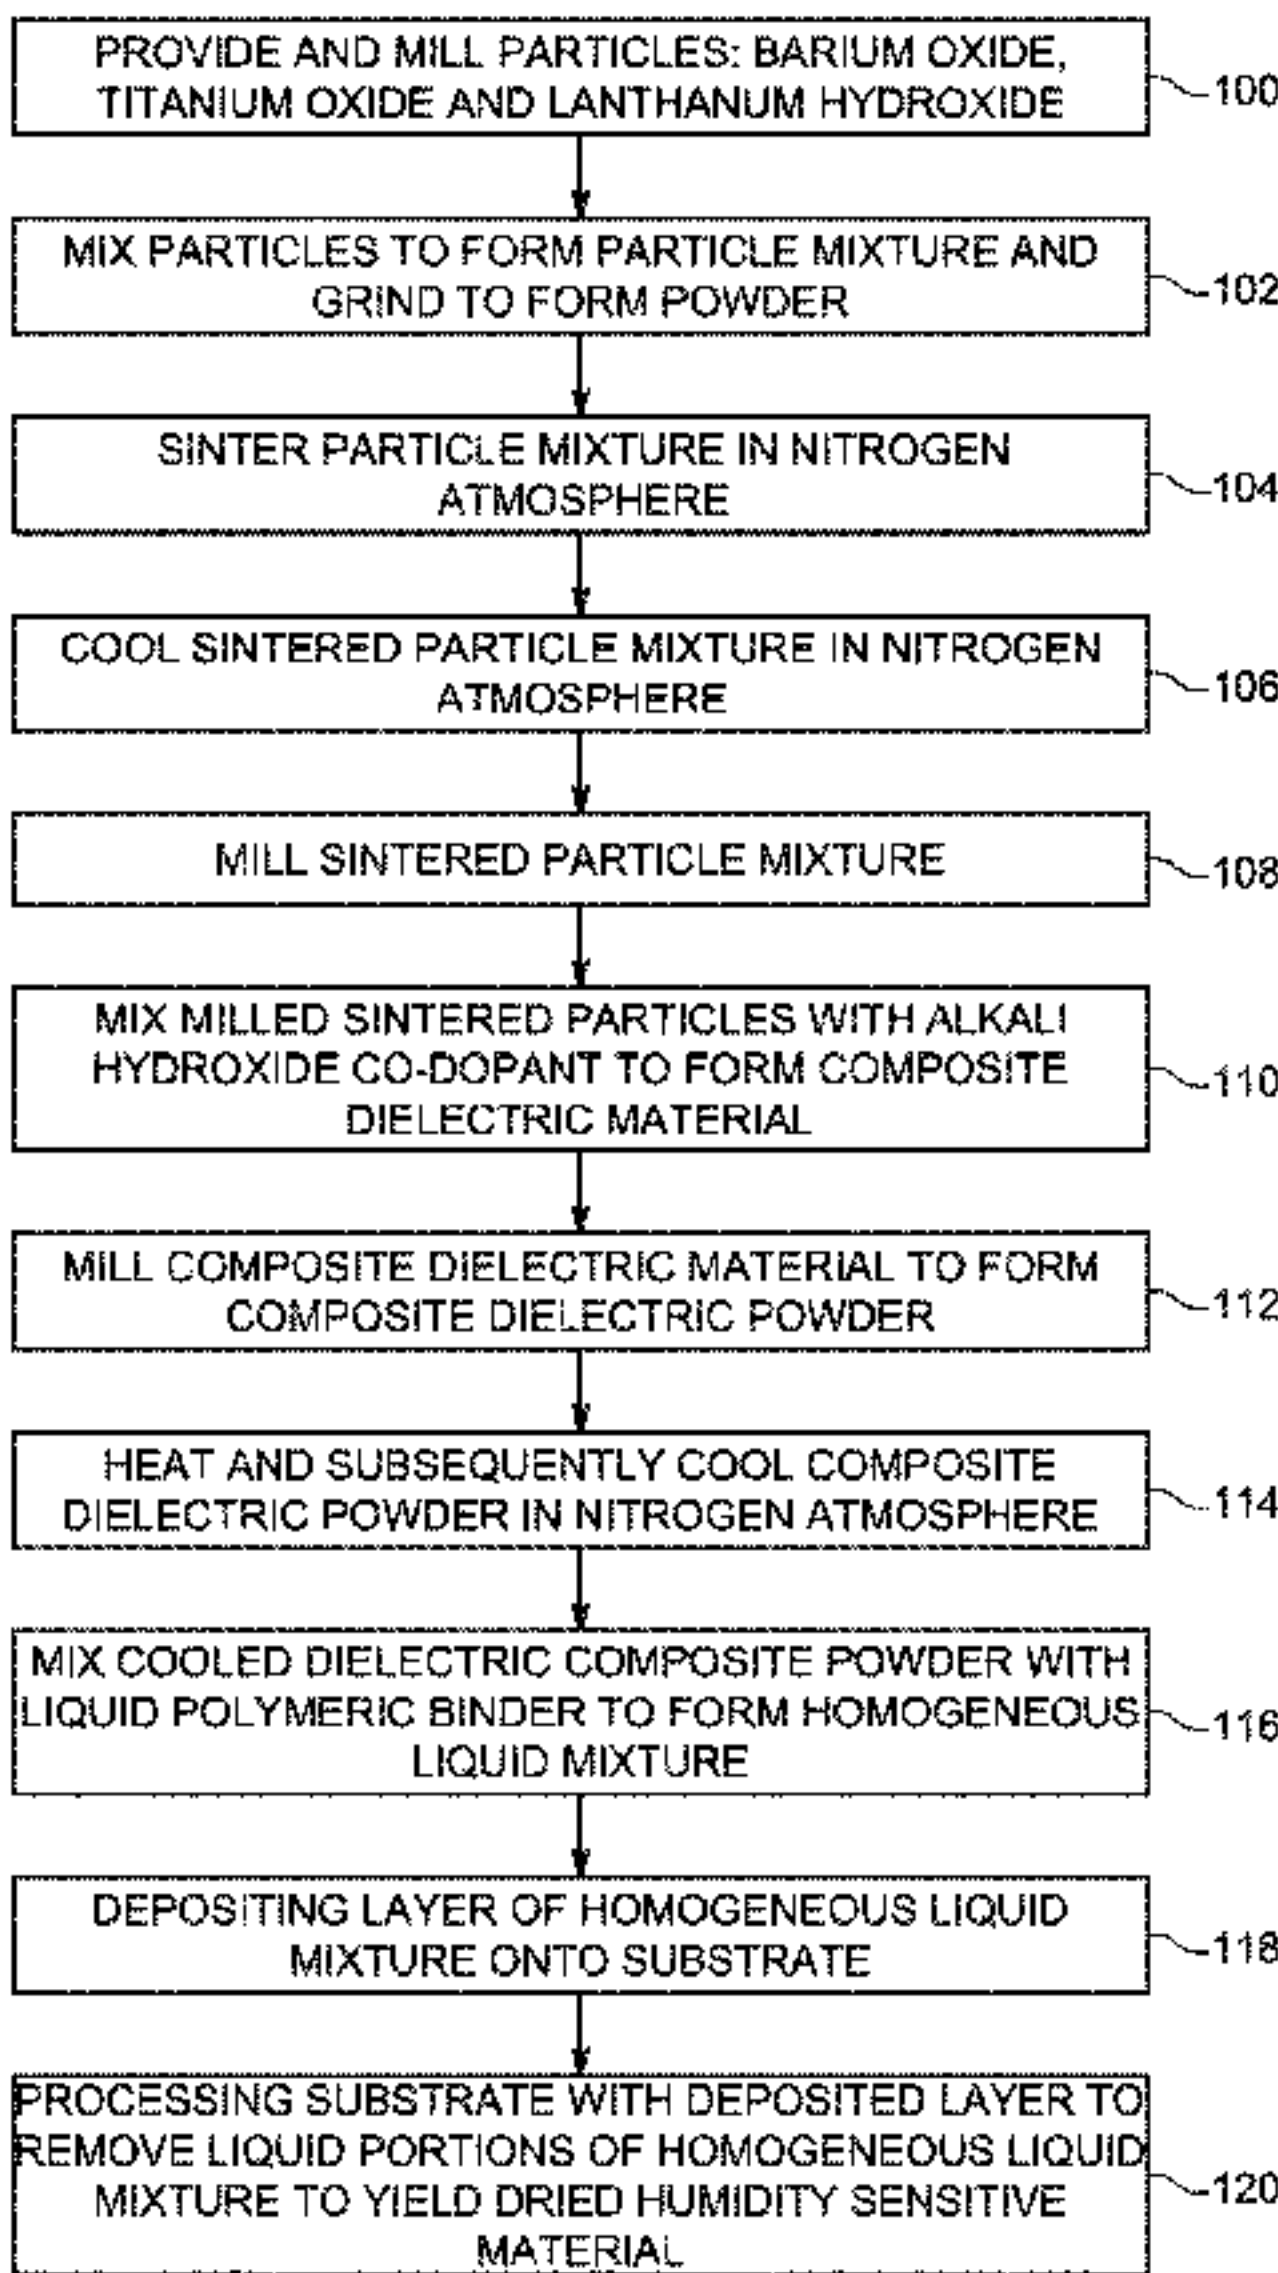 PROVIDE AND MILL PARTICLES: BARIUM OXIDE,
TITANIUM OXIDE AND LANTHANUM HYDROXIDE
100
MIX PARTICLES TO FORM PARTICLE MIXTURE AND
GRIND TO FORM POWDER
102
SINTER PARTICLE MIXTURE IN NITROGEN
ATMOSPHERE
104
COOL SINTERED PARTICLE MIXTURE IN NITROGEN
ATMOSPHERE
106
MILL SINTERED PARTICLE MIXTURE
108
MIX MILLED SINTERED PARTICLES WITH ALKALI
HYDROXIDE CO-DOPANT TO FORM COMPOSITE
DIELECTRIC MATERIAL
110
MILL COMPOSITE DIELECTRIC MATERIAL TO FORM
COMPOSITE DIELECTRIC POWDER
112
HEAT AND SUBSEQUENTLY COOL COMPOSITE
DIELECTRIC POWDER IN NITROGEN ATMOSPHERE
114
MIX COOLED DIELECTRIC COMPOSITE POWDER WITH
LIQUID POLYMERIC BINDER TO FORM HOMOGENEOUS
LIQUID MIXTURE
116
DEPOSITING LAYER OF HOMOGENEOUS LIQUID
MIXTURE ONTO SUBSTRATE
118
PROCESSING SUBSTRATE WITH DEPOSITED LAYER TO
REMOVE LIQUID PORTIONS OF HOMOGENEOUS LIQUID
MIXTURE TO YIELD DRIED HUMIDITY SENSITIVE
MATERIAL
120